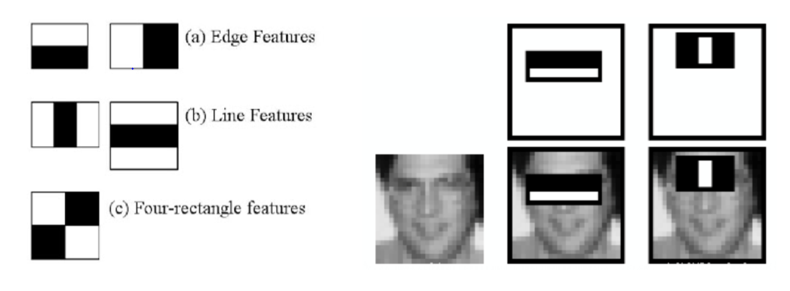 (a) Edge Features
(b) Line Features
(c) Four-rectangle features